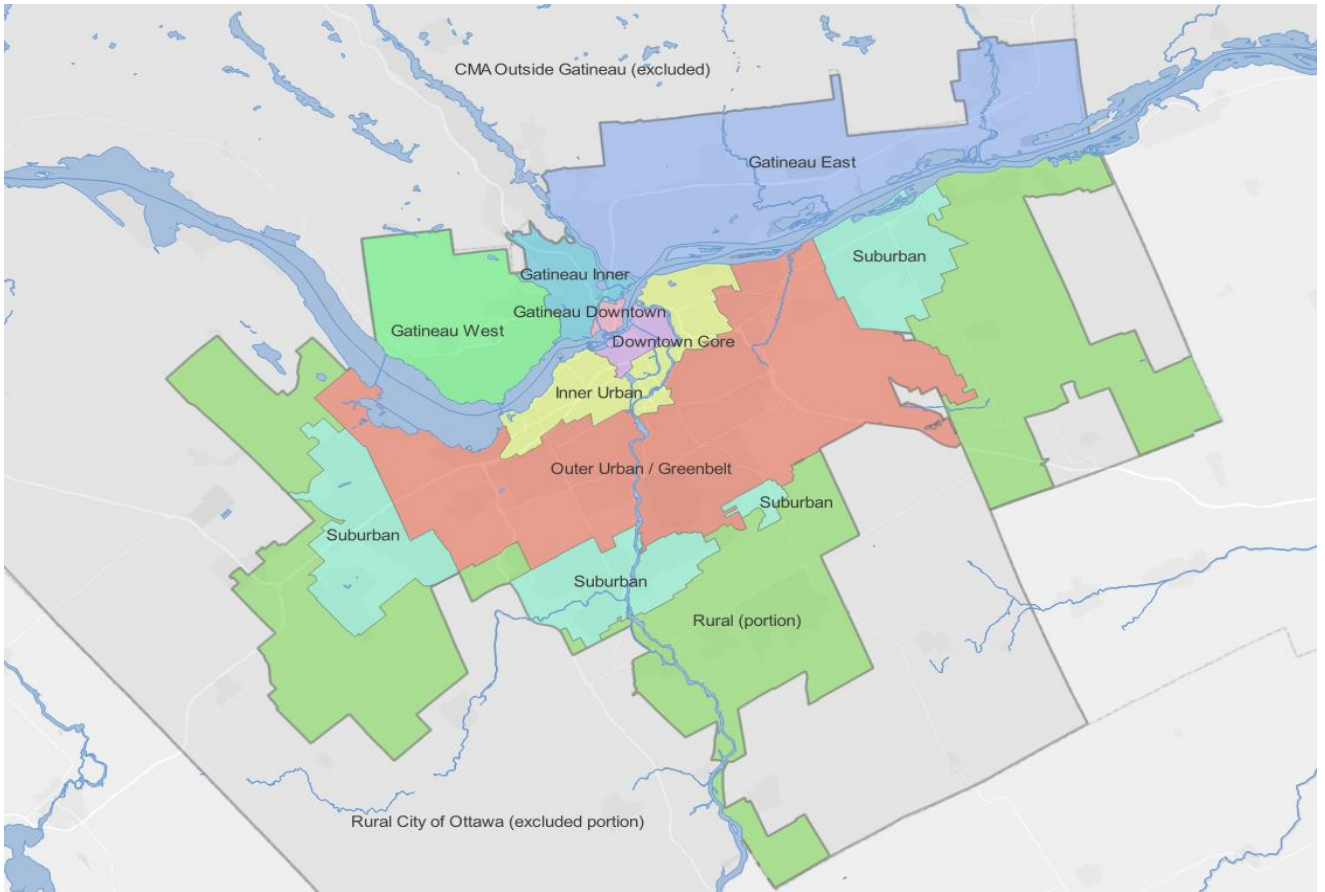 CMA Outside Gatineau (excluded)
Gatineau East
Suburban
Gatineau Inner
Gatineau Downtown
Gatineau West
Downtown Core
Inner Urban
Outer Urban / Greenbelt
Suburban
Suburban
Suburban
Rural (portion)
Rural City of Ottawa (excluded portion)